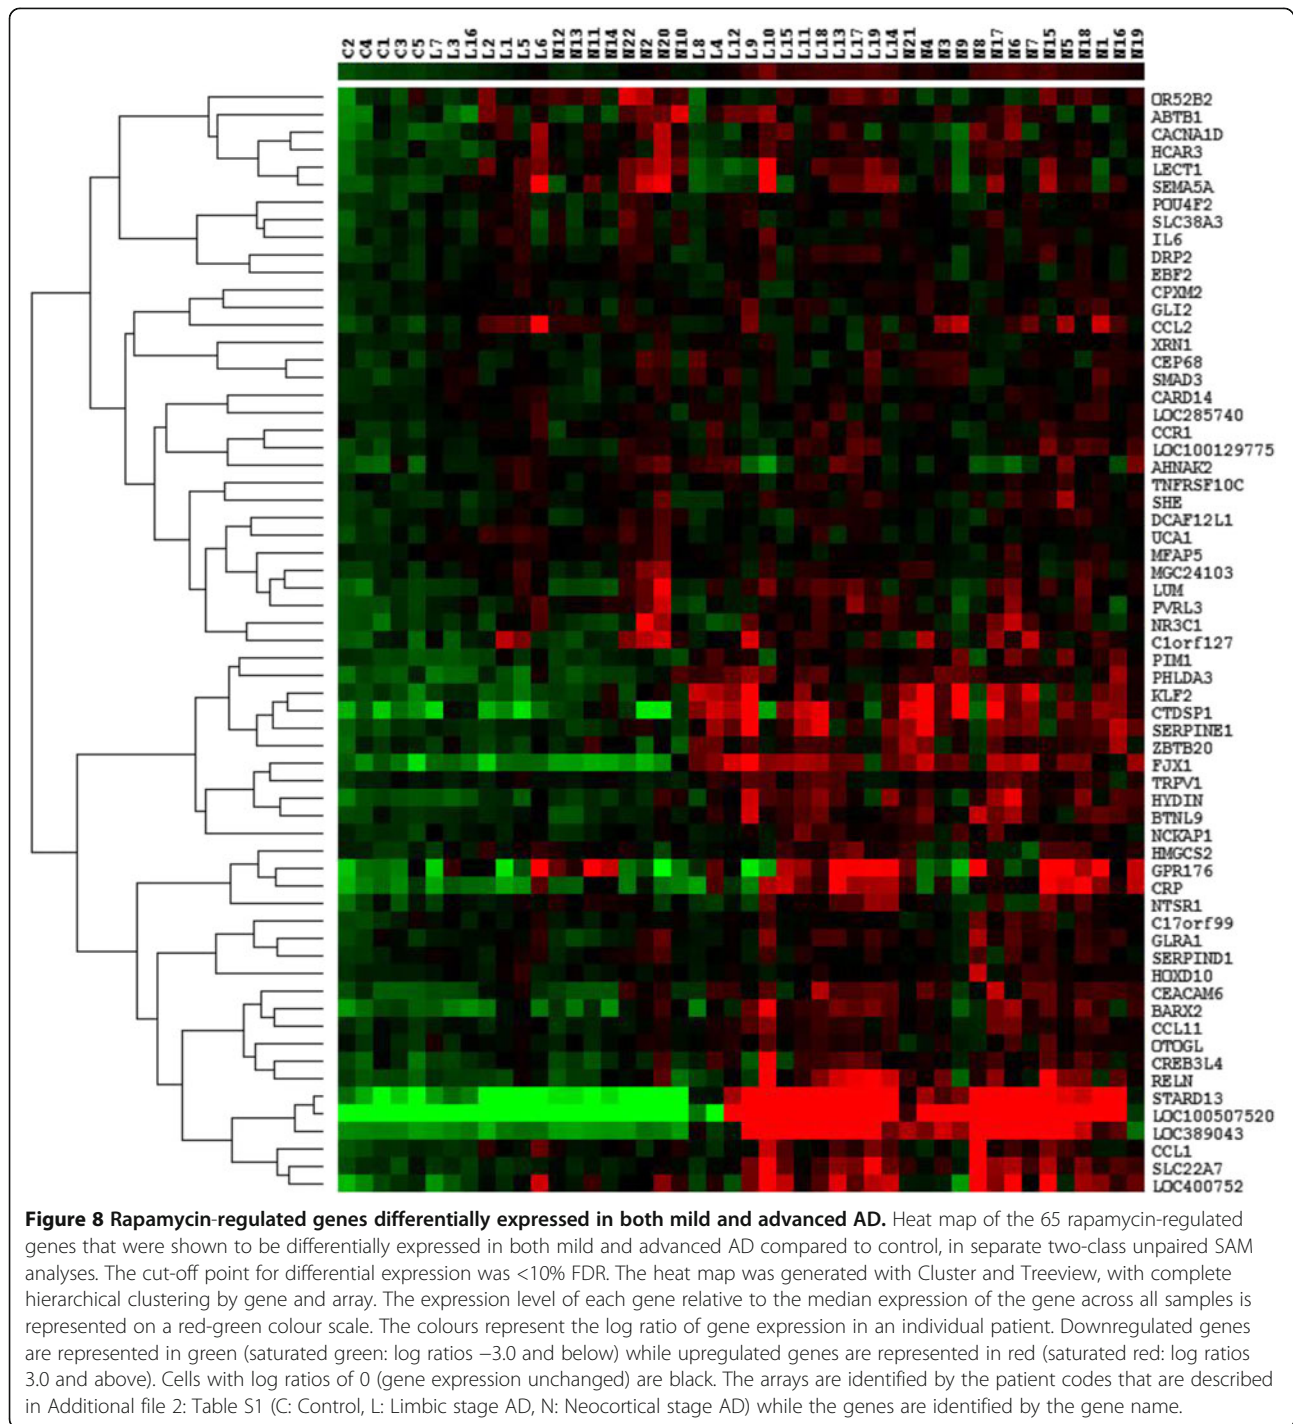 C2 C4 C1 C3 C5 L7 L3 L16 L2 L1 L5 L6 N12 N13 N11 N14 N22 N2 N20 N10 L8 L4 L12 L9 L10 L15 L11 L18 L13 L17 L19 L14 N21 N4 N3 N9 N8 N17 N6 N7 N15 N5 N18 N1 N16 N19
OR52B2
ABTB1
CACNA1D
HCAR3
LECT1
SEMA5A
POU4F2
SLC38A3
IL6
DRP2
EBF2
CPXM2
GLI2
CCL2
XRN1
CEP68
SMAD3
CARD14
LOC285740
CCR1
LOC100129775
AHNAK2
TNFRSF10C
SHE
DCAF12L1
UCA1
MFAP5
MGC24103
LUM
PVRL3
NR3C1
C1orf127
PIM1
PHLDA3
KLF2
CTDSP1
SERPINE1
ZBTB20
FJX1
TRPV1
HYDIN
BTNL9
NCKAP1
HMGCS2
GPR176
CRP
NTSR1
C17orf99
GLRA1
SERPIND1
HOXD10
CEACAM6
BARX2
CCL11
OTOGL
CREB3L4
RELN
STARD13
LOC100507520
LOC389043
CCL1
SLC22A7
LOC400752
Figure 8 Rapamycin-regulated genes differentially expressed in both mild and advanced AD. Heat map of the 65 rapamycin-regulated
genes that were shown to be differentially expressed in both mild and advanced AD compared to control, in separate two-class unpaired SAM
analyses. The cut-off point for differential expression was <10% FDR. The heat map was generated with Cluster and Treeview, with complete
hierarchical clustering by gene and array. The expression level of each gene relative to the median expression of the gene across all samples is
represented on a red-green colour scale. The colours represent the log ratio of gene expression in an individual patient. Downregulated genes
are represented in green (saturated green: log ratios −3.0 and below) while upregulated genes are represented in red (saturated red: log ratios
3.0 and above). Cells with log ratios of 0 (gene expression unchanged) are black. The arrays are identified by the patient codes that are described
in Additional file 2: Table S1 (C: Control, L: Limbic stage AD, N: Neocortical stage AD) while the genes are identified by the gene name.